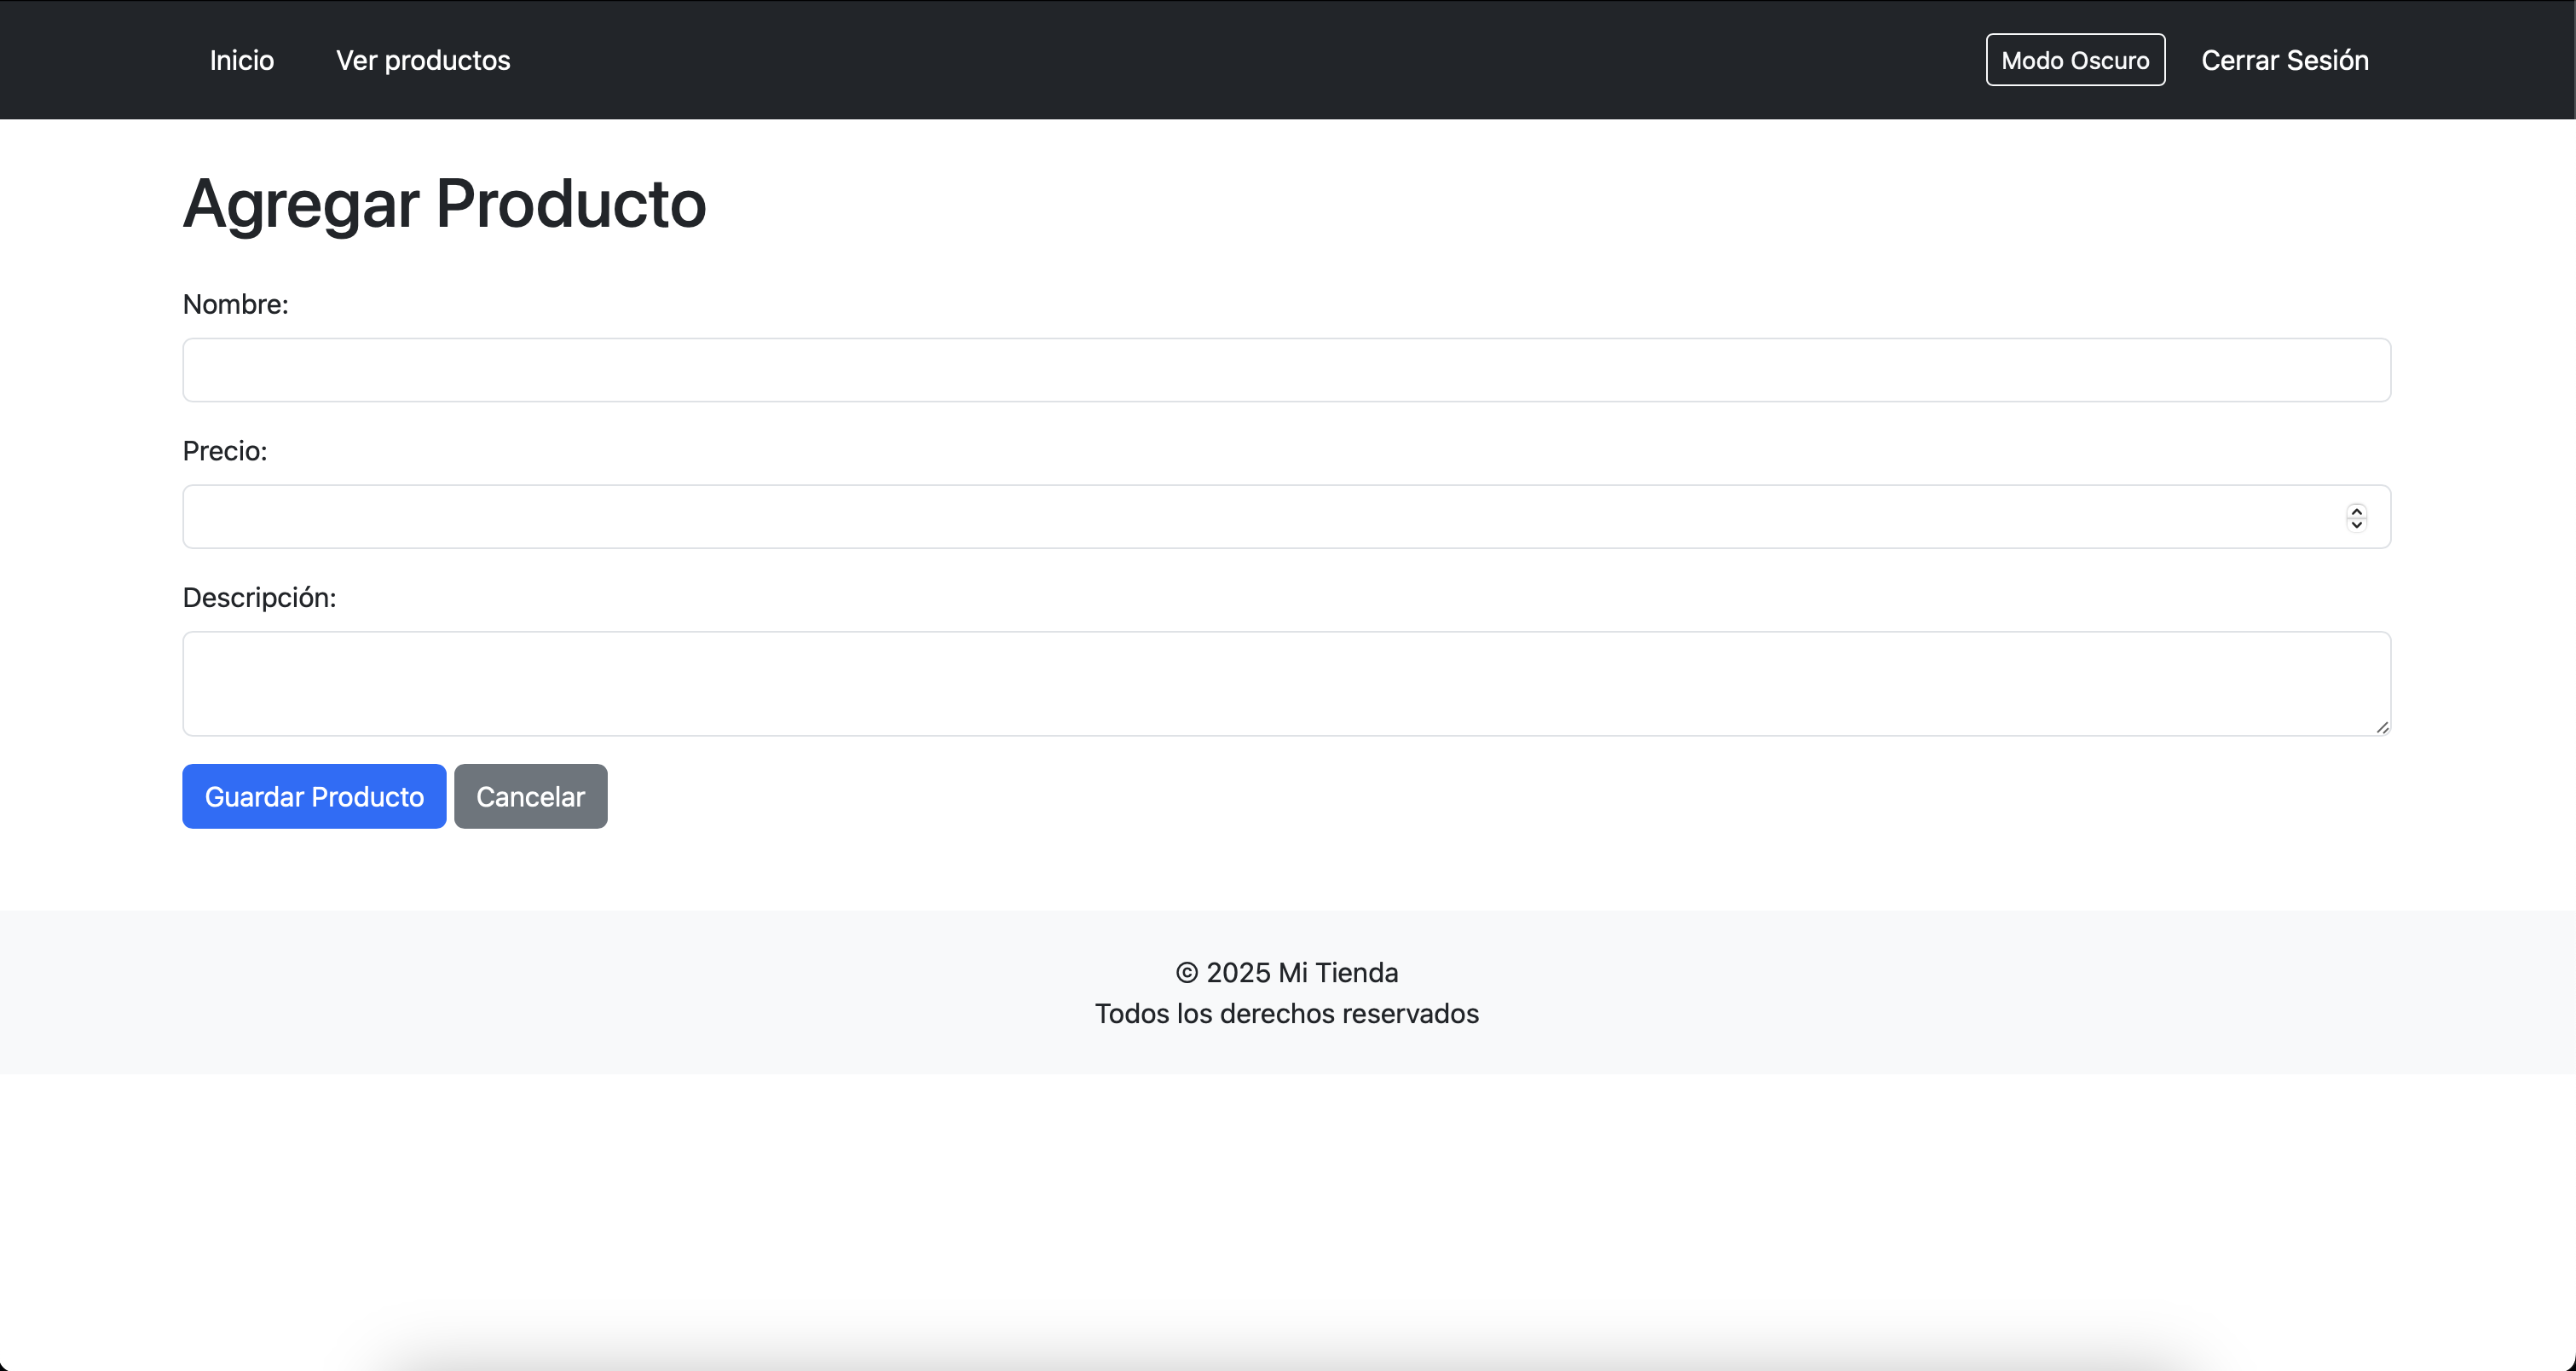 Inicio Ver productos Modo Oscuro Cerrar Sesión
Agregar Producto
Nombre:
Precio:
Descripción:
Guardar Producto Cancelar
© 2025 Mi Tienda
Todos los derechos reservados